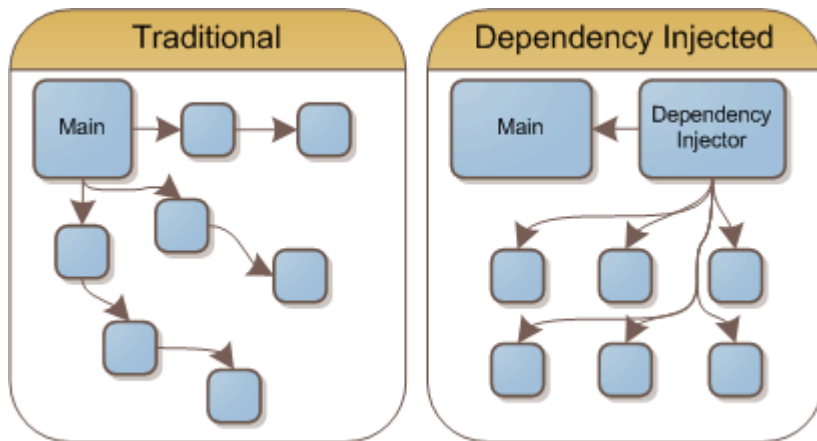 Traditional
Main
Dependency Injected
Main
Dependency
Injector